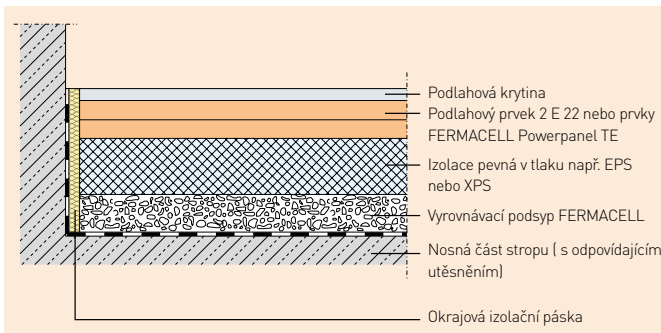 Podlahová krytina
Podlahový prvek 2 E 22 nebo prvky
FERMACELL Powerpanel TE
Izolace pevná v tlaku např. EPS
nebo XPS
Vyrovnávací podsyp FERMACELL
Nosná část stropu ( s odpovídajícím
utěsněním)
Okrajová izolační páska